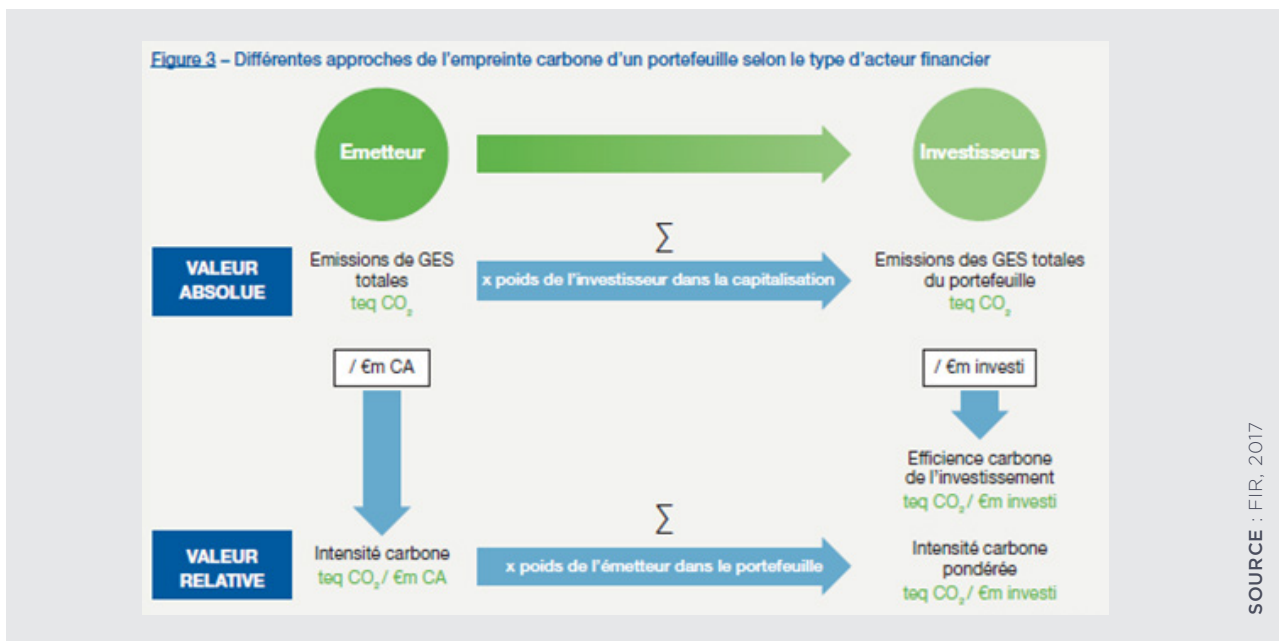 Figure 3 – Différentes approches de l'empreinte carbone d'un portefeuille selon le type d'acteur financier
Emetteur
Investisseurs
VALEUR
ABSOLUE
Emissions de GES
totales
teq CO₂
∑
x poids de l'investisseur dans la capitalisation
Emissions des GES totales
du portefeuille
teq CO₂
/ €m CA
/ €m investi
Efficience carbone
de l'investissement
teq CO₂/ €m investi
VALEUR
RELATIVE
Intensité carbone
teq CO₂/ €m CA
∑
x poids de l'émetteur dans le portefeuille
Intensité carbone
pondérée
teq CO₂/ €m investi
SOURCE : FIR, 2017